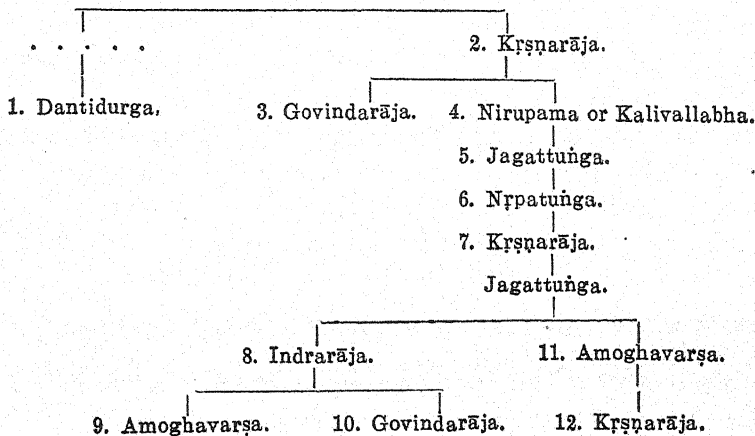 . . . . . 2. Kṛṣṇarāja.
1. Dantidurga, 3. Govindarāja. 4. Nirupama or Kalivallabha.
5. Jagattuṅga.
6. Nṛpatuṅga.
7. Kṛṣṇarāja.
Jagattuṅga.
8. Indrarāja. 11. Amoghavarṣa.
9. Amoghavarṣa. 10. Govindarāja. 12. Kṛṣṇarāja.